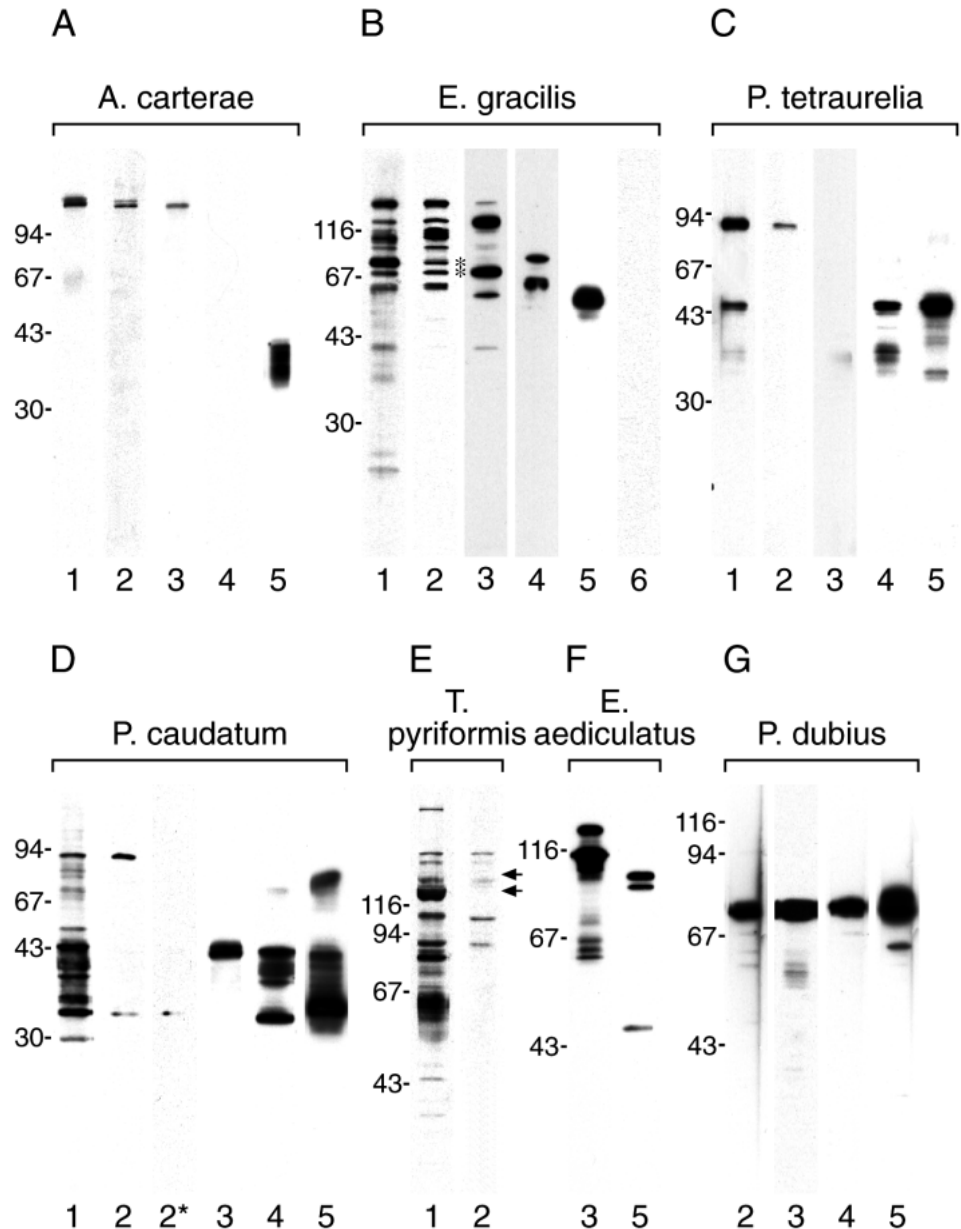 A
B
C
A. carterae
E. gracilis
P. tetraurelia
94-
67-
43-
30-
116-
67-
43-
30-
**
94-
67-
43-
30-
1 2 3 4 5
1 2 3 4 5 6
1 2 3 4 5
D
E
F
G
P. caudatum
T.
pyriformis
E.
aediculatus
P. dubius
94-
67-
43-
30-
116-
94-
67-
43-
116-
67-
43-
116-
94-
67-
43-
1 2 2* 3 4 5
1 2
3 5
2 3 4 5